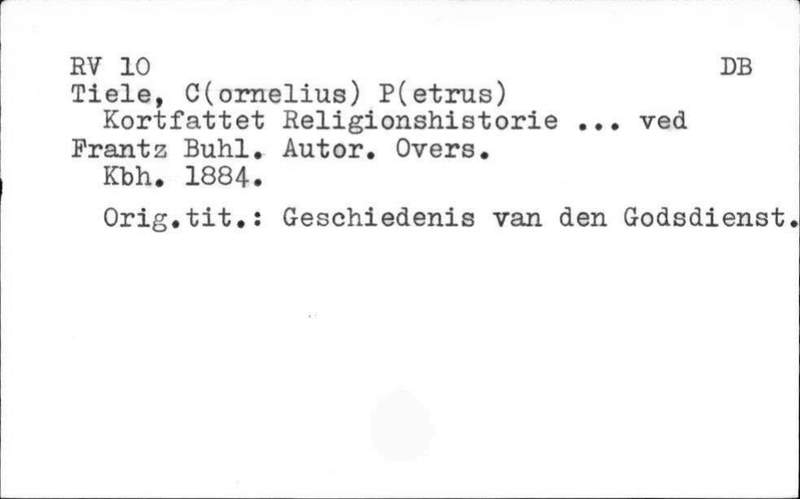 RV 10 DB
Tiele, C(ornelius) P(etrus)
Kortfattet Religionshistorie ... ved
Frantz Buhl. Autor. Overs.
Kbh. 1884.
Orig.tit.: Geschiedenis van den Godsdienst.